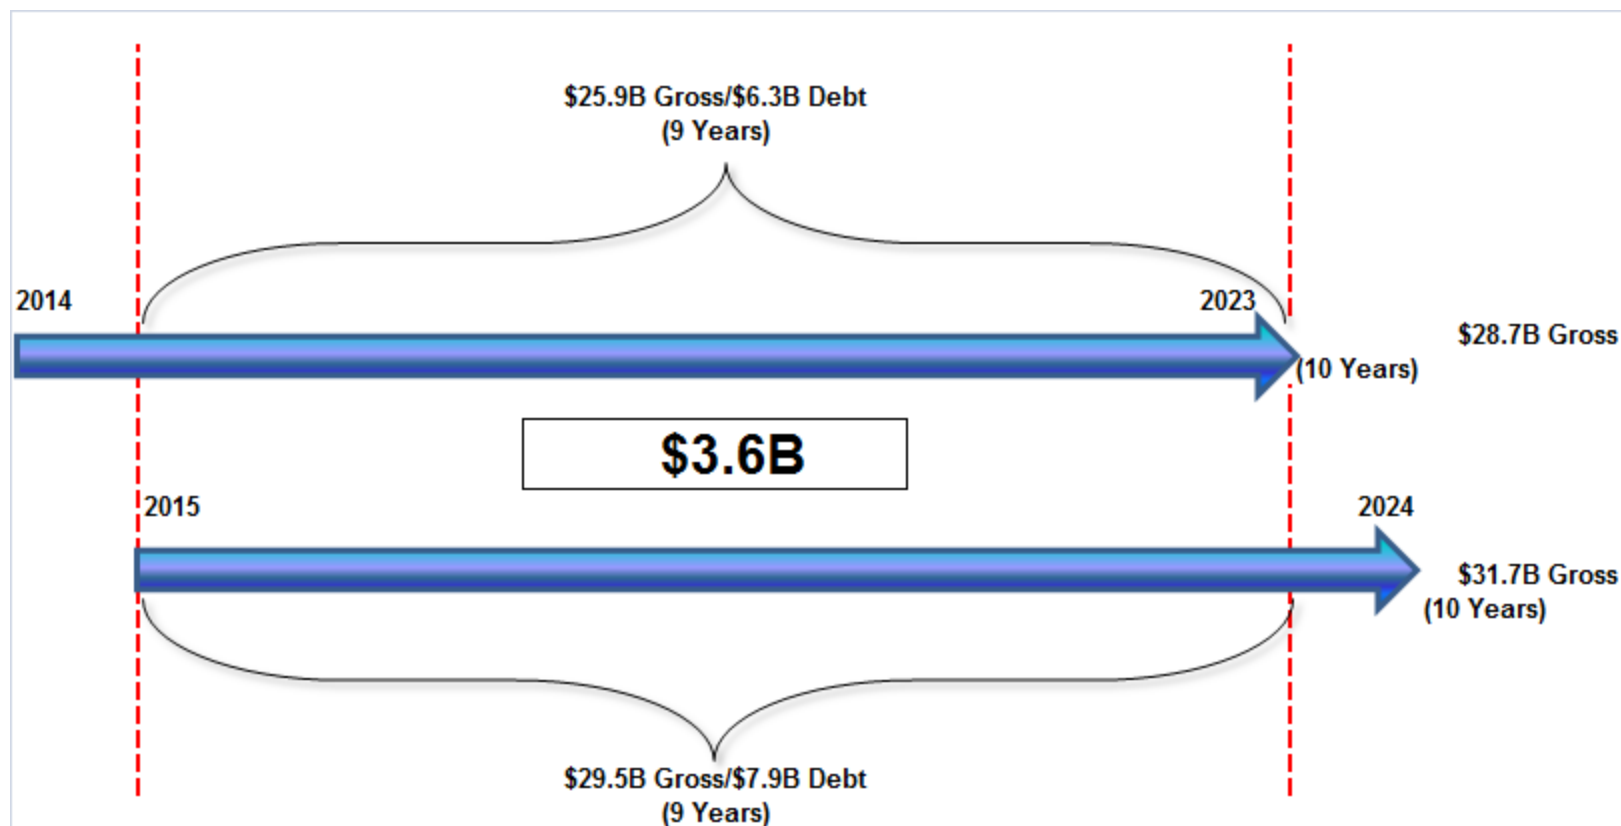 $25.9B Gross/$6.3B Debt
(9 Years)
2014
2023
$28.7B Gross
(10 Years)
$3.6B
2015
2024
$31.7B Gross
(10 Years)
$29.5B Gross/$7.9B Debt
(9 Years)